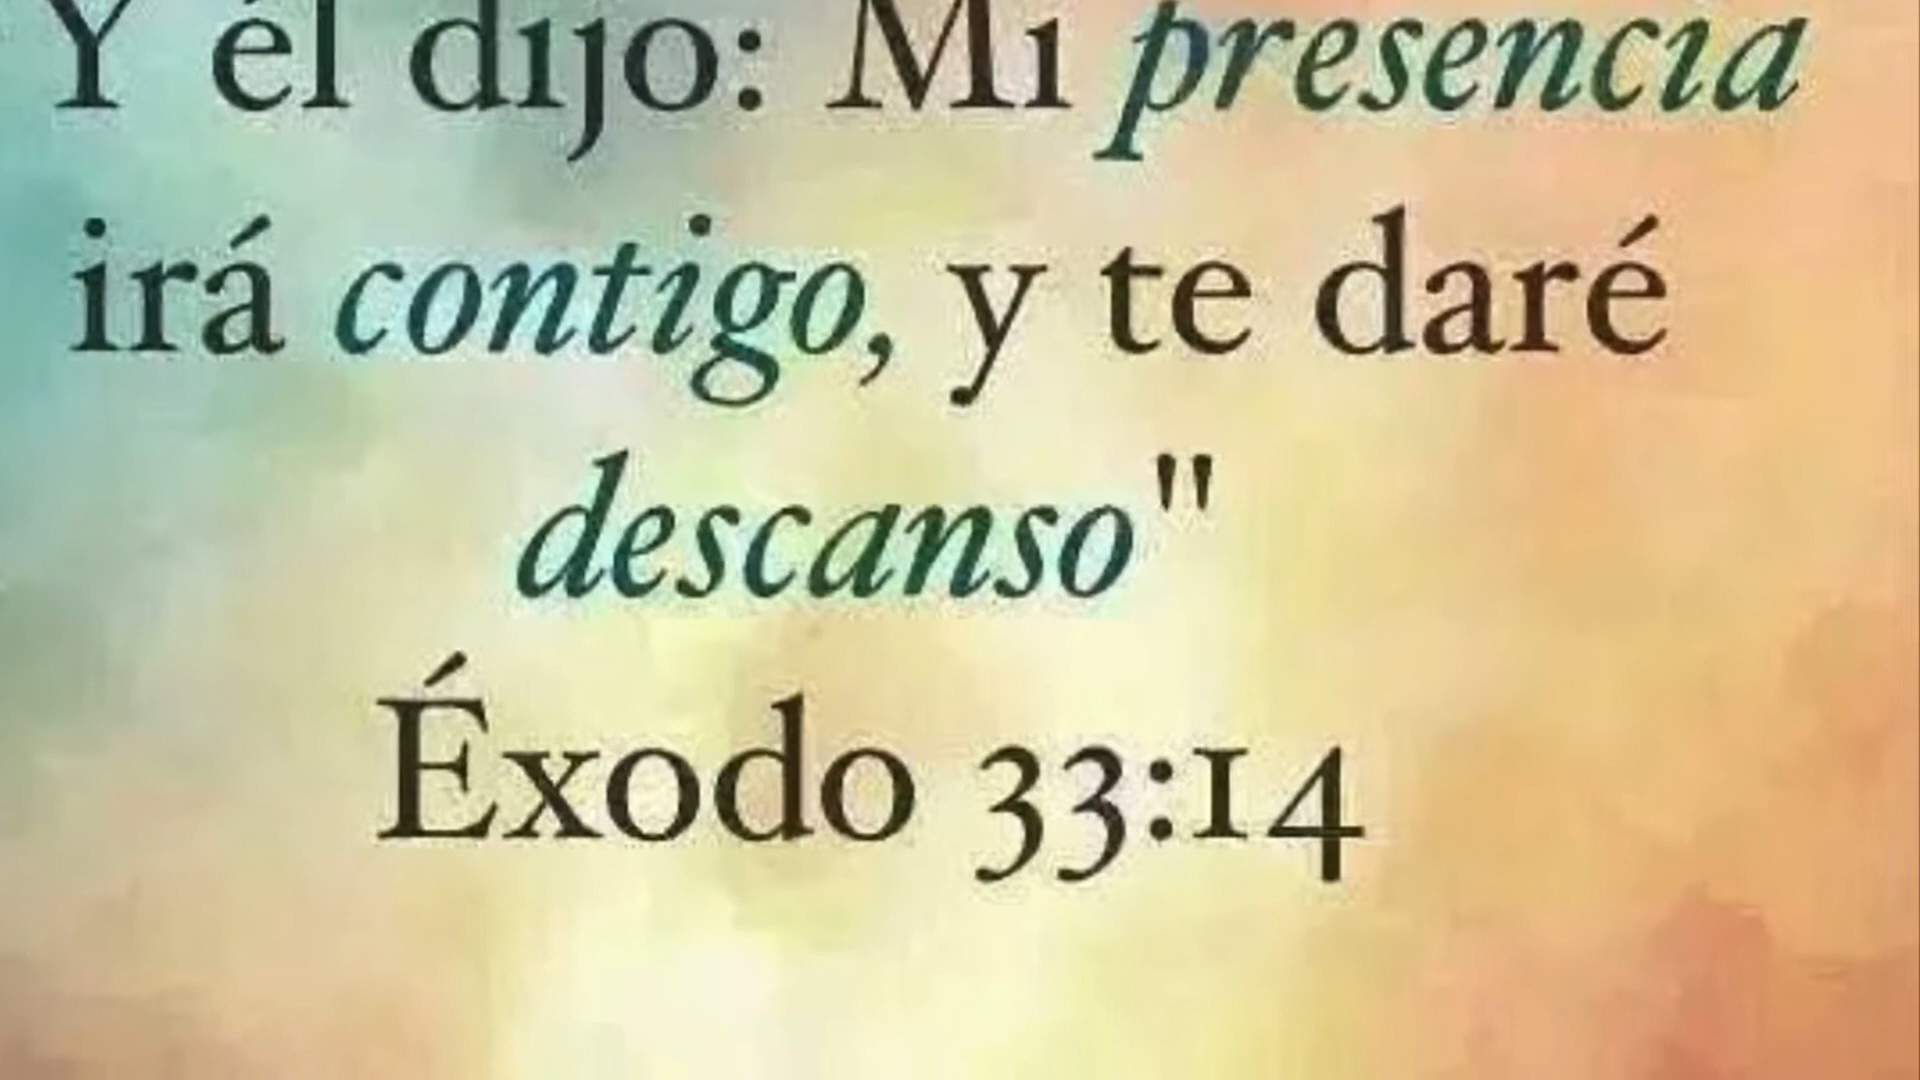 Y él dijo: Mi presencia
irá contigo, y te daré
descanso"
Éxodo 33:14